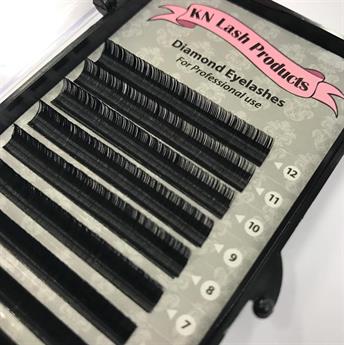 KN Lash Products
Diamond Eyelashes
For Professional use
12
11
10
9
8
7